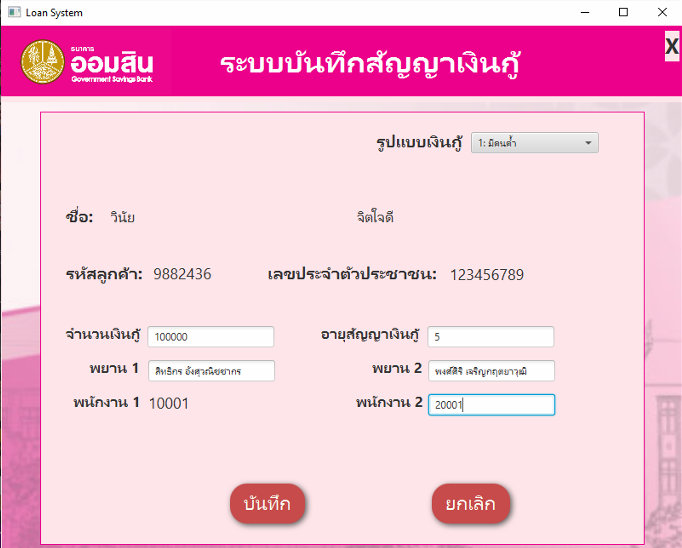 Loan System
ธนาคาร
ออมสิน
Government Savings Bank
ระบบบันทึกสัญญาเงินกู้
X
รูปแบบเงินกู้ 1: มีคนค้ำ
ชื่อ: วินัย จิตใจดี
รหัสลูกค้า: 9882436 เลขประจำตัวประชาชน: 123456789
จำนวนเงินกู้ 100000 อายุสัญญาเงินกู้ 5
พยาน 1 สิทธิกร อังศุวณิชชากร พยาน 2 พงศ์สิริ เจริญกฤตยาวุฒิ
พนักงาน 1 10001 พนักงาน 2 20001
บันทึก ยกเลิก